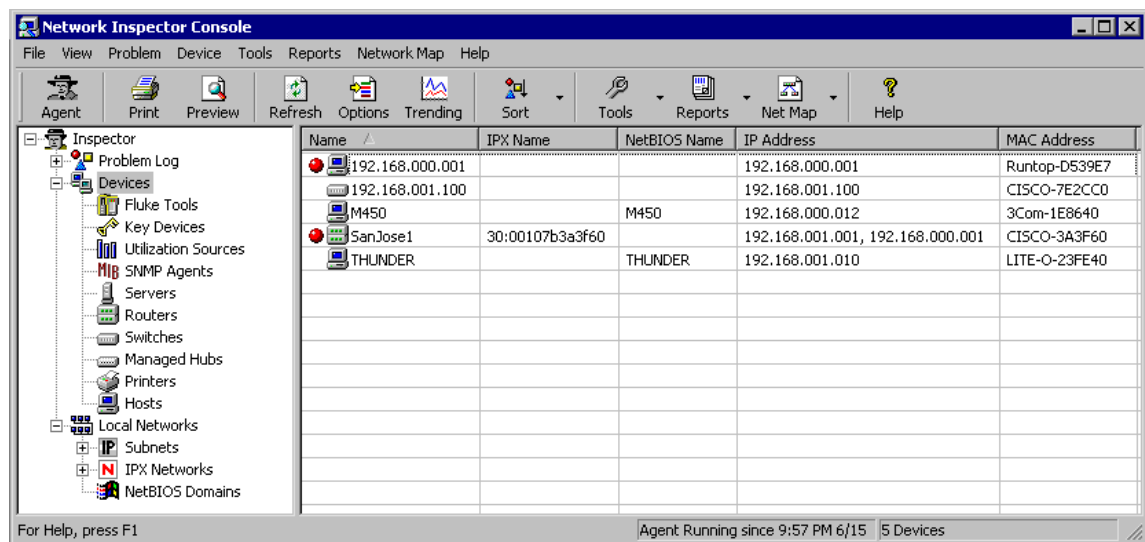 Network Inspector Console
File View Problem Device Tools Reports Network Map Help
Agent Print Preview Refresh Options Trending Sort Tools Reports Net Map Help
Inspector
Problem Log
Devices
Fluke Tools
Key Devices
Utilization Sources
MIB SNMP Agents
Servers
Routers
Switches
Managed Hubs
Printers
Hosts
Local Networks
IP Subnets
N IPX Networks
NetBIOS Domains
Name IPX Name NetBIOS Name IP Address MAC Address
192.168.000.001 192.168.000.001 Runtop-D539E7
192.168.001.100 192.168.001.100 CISCO-7E2CC0
M450 M450 192.168.000.012 3Com-1E8640
SanJose1 30:00107b3a3f60 192.168.001.001, 192.168.000.001 CISCO-3A3F60
THUNDER THUNDER 192.168.001.010 LITE-O-23FE40
For Help, press F1 Agent Running since 9:57 PM 6/15 5 Devices